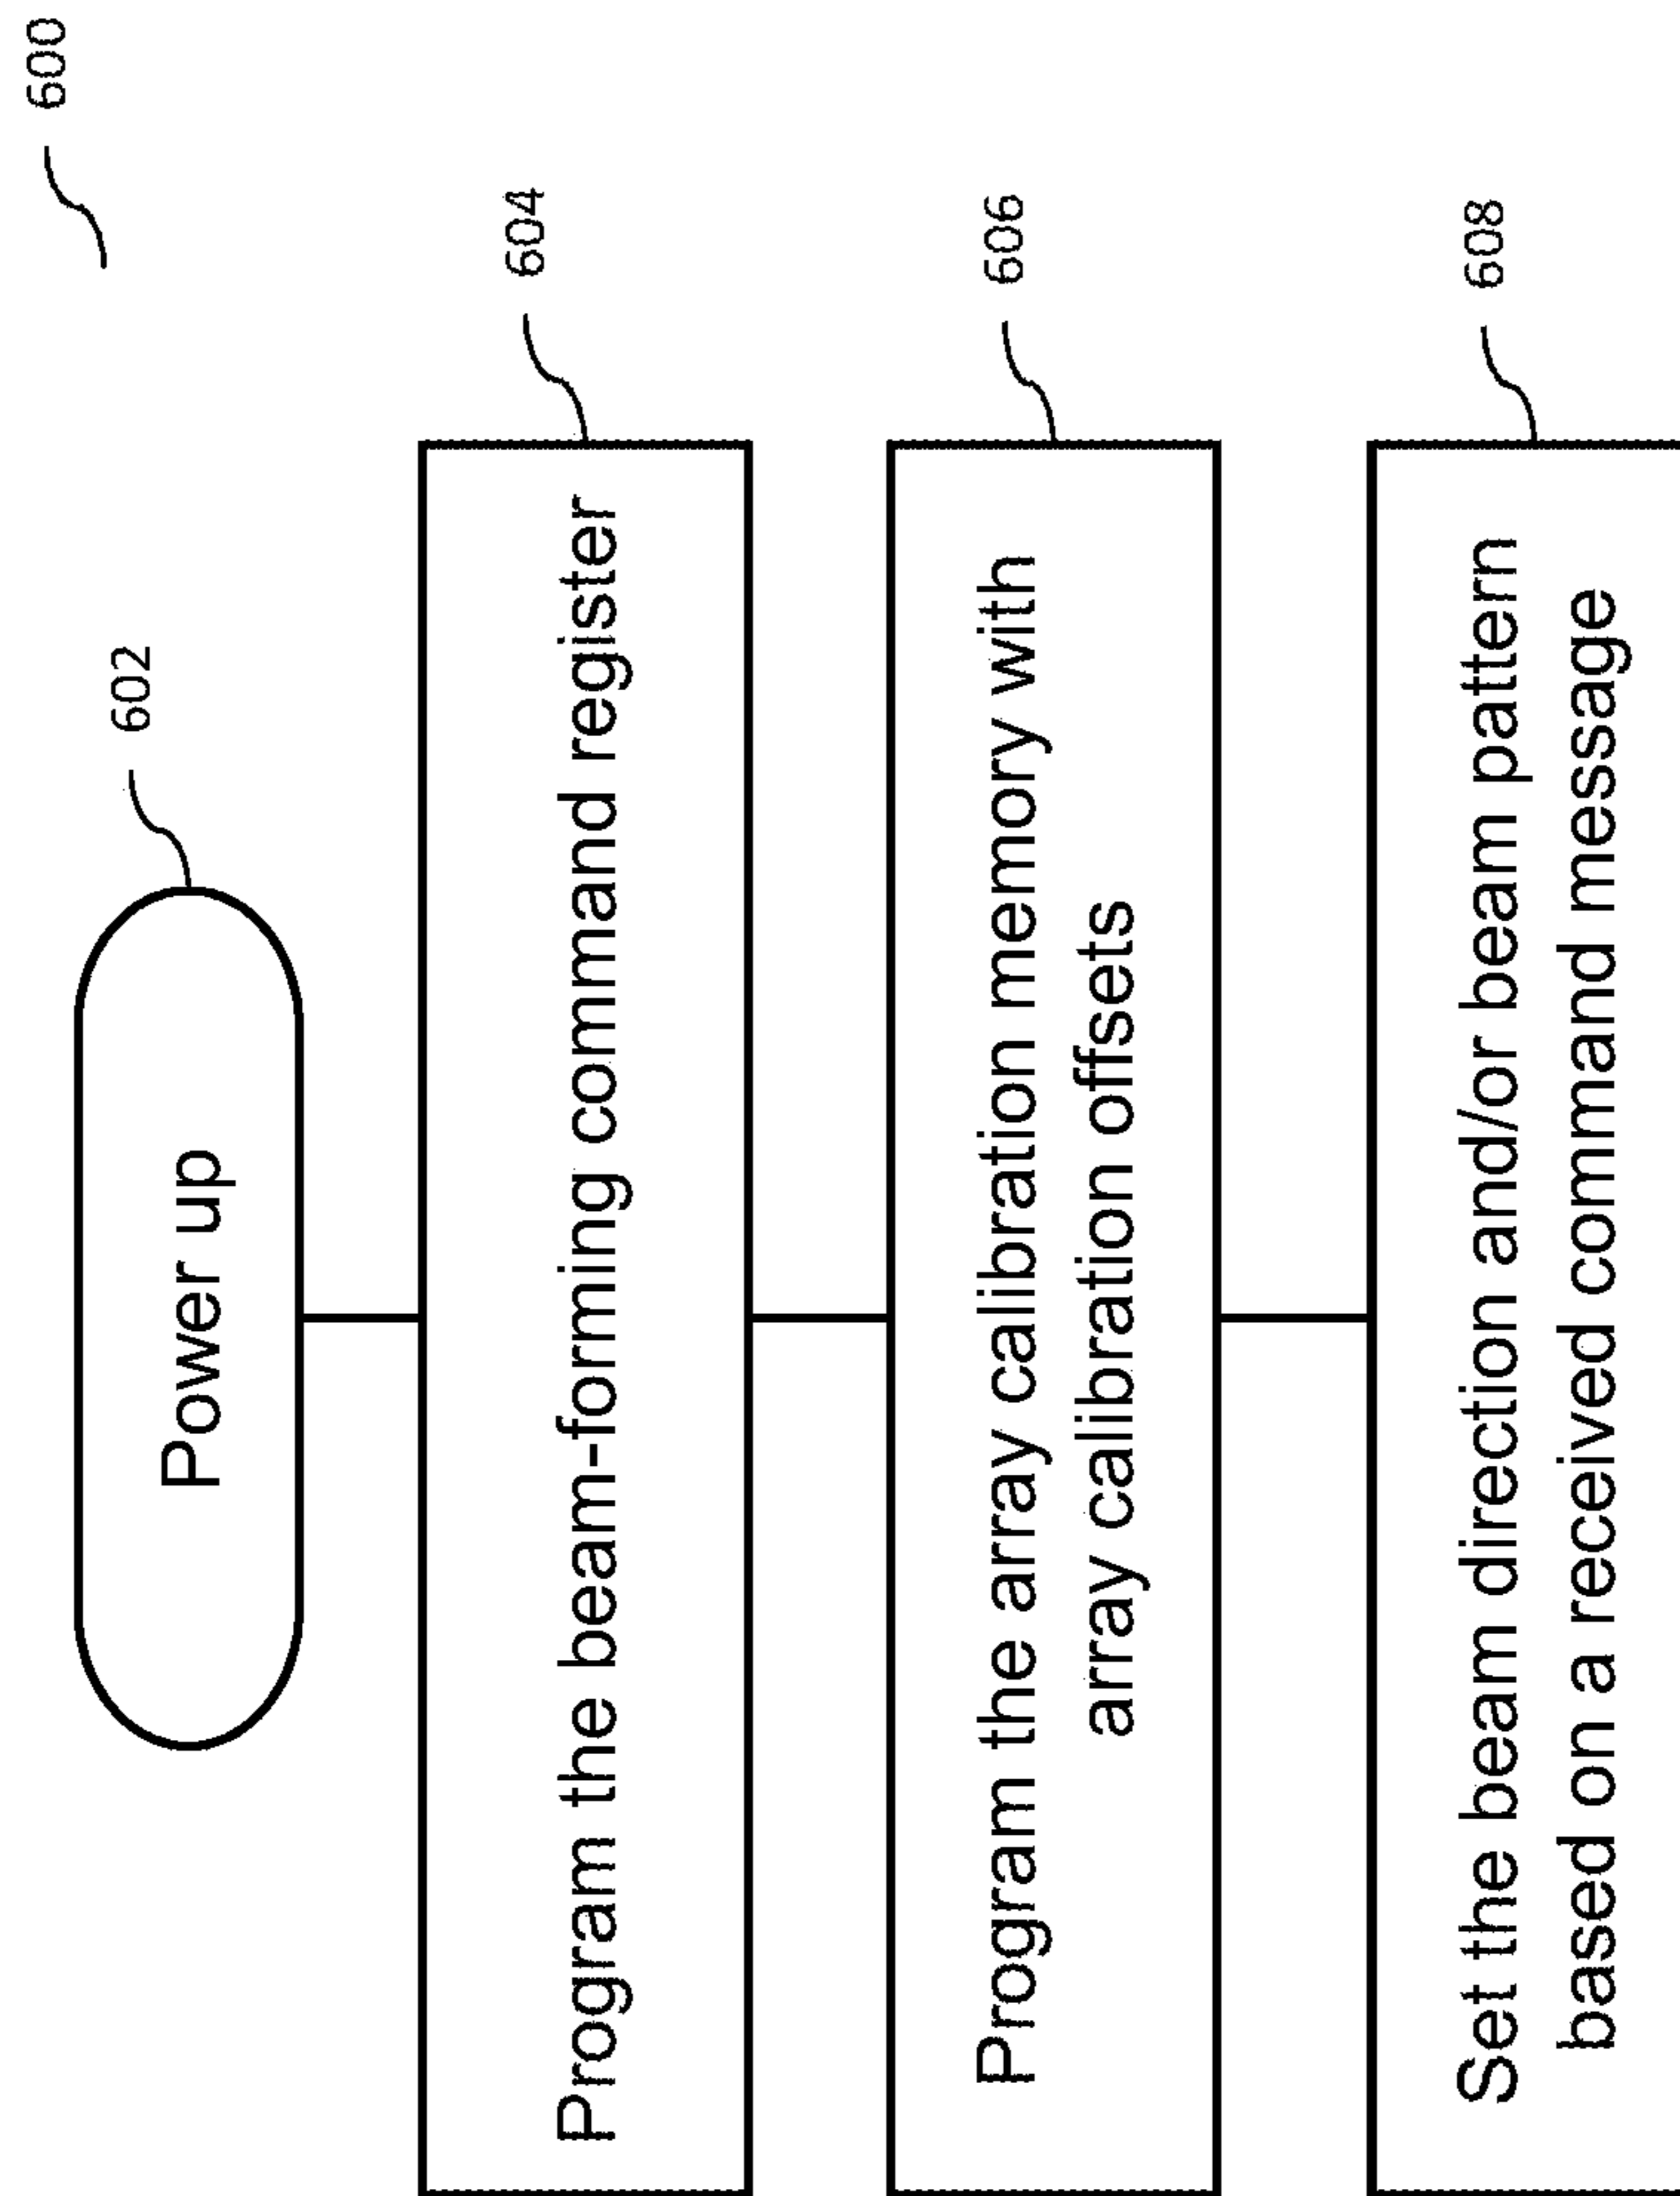 600
602
Power up
604
Program the beam-forming command register
606
Program the array calibration memory with
array calibration offsets
608
Set the beam direction and/or beam pattern
based on a received command message